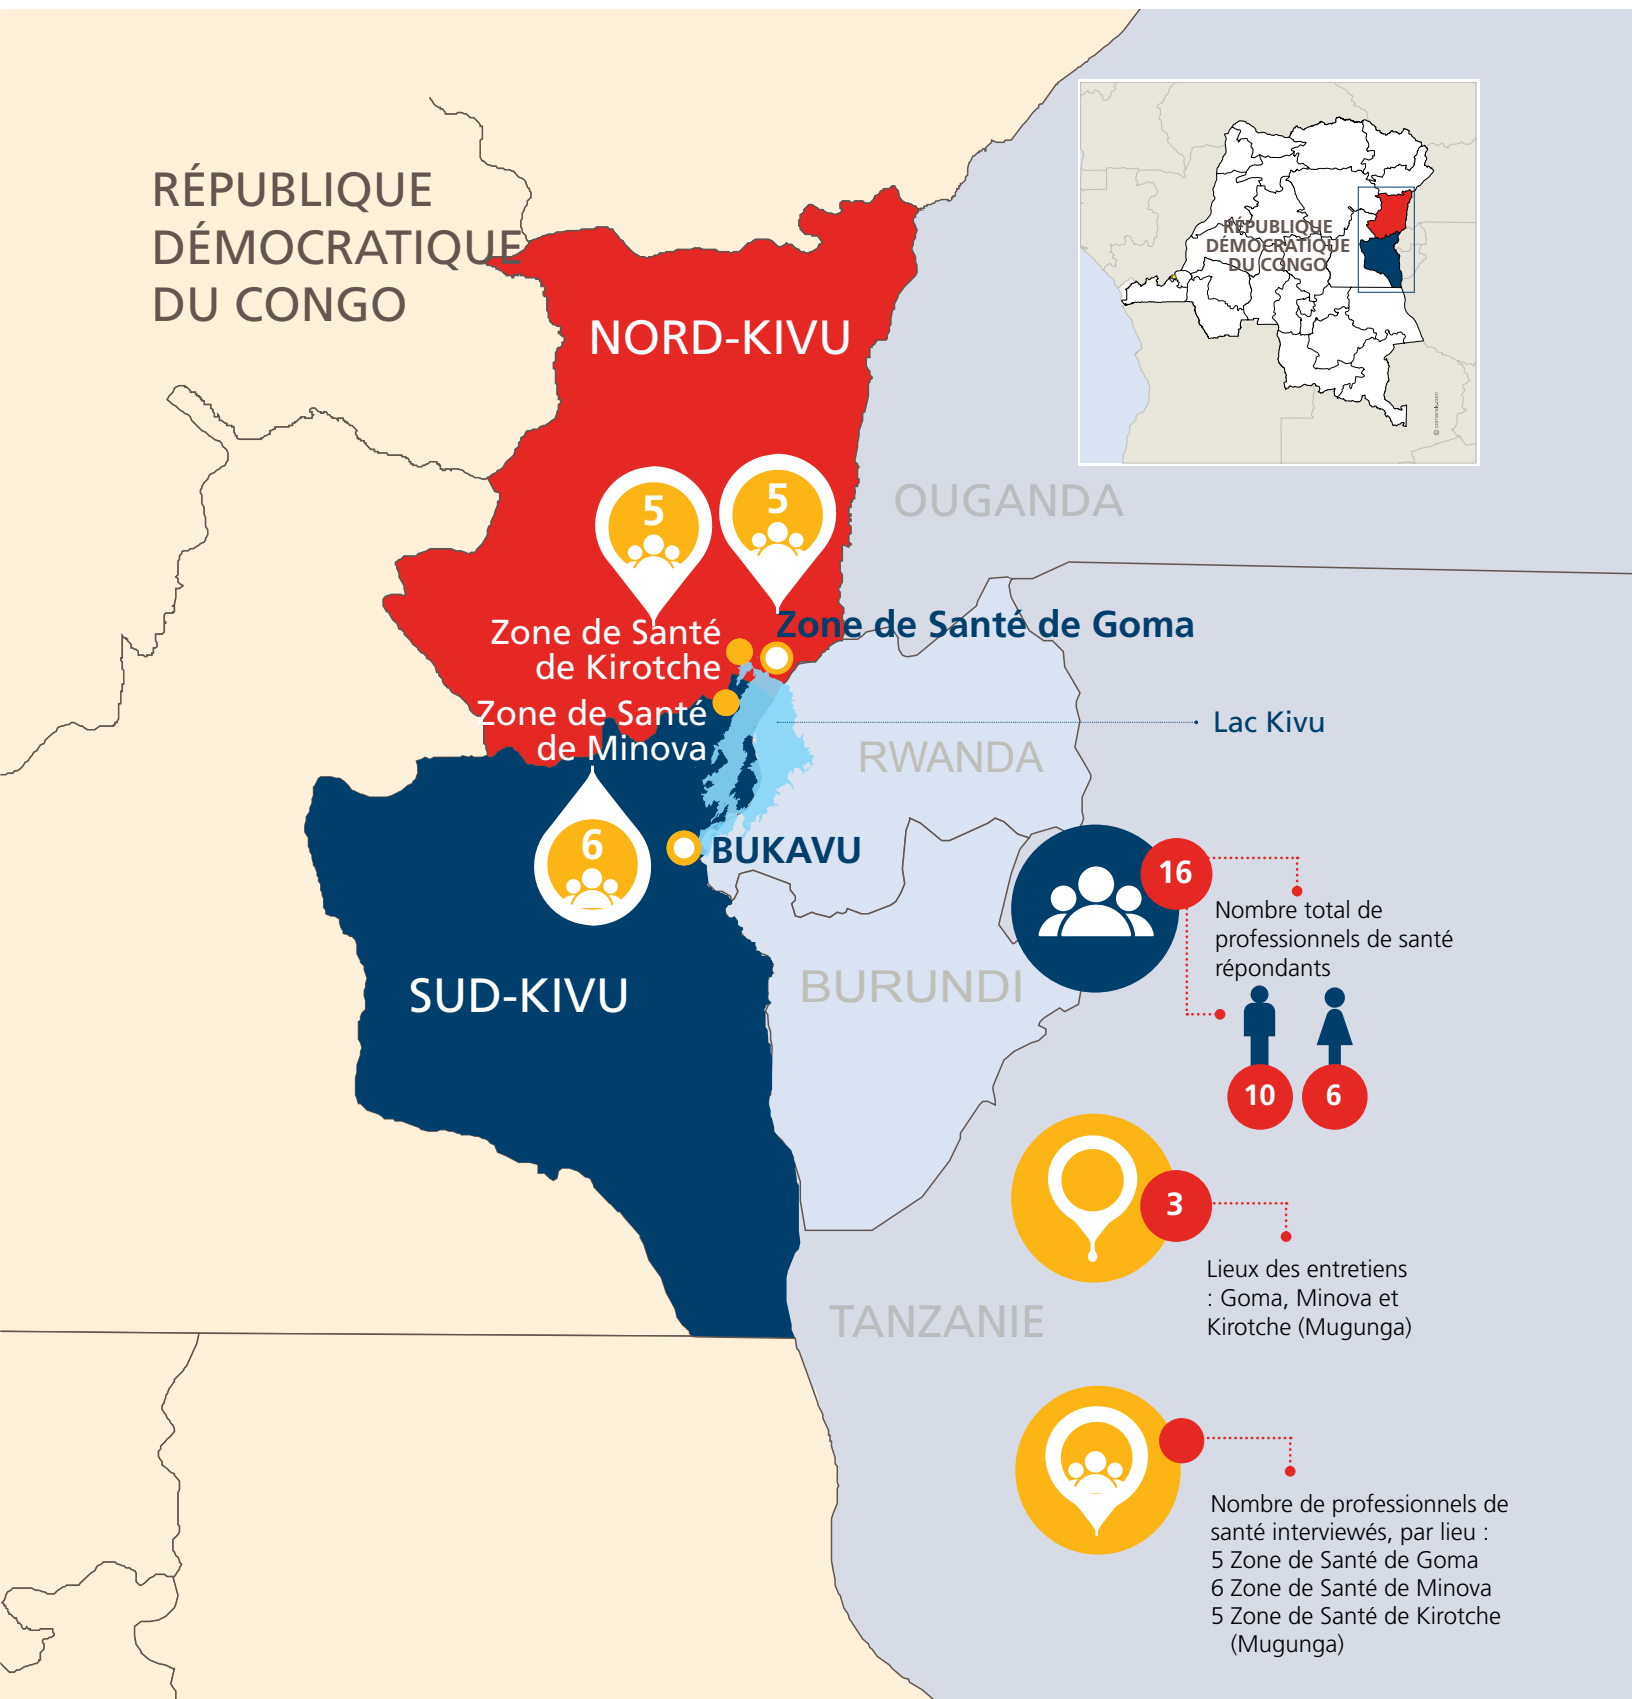 RÉPUBLIQUE
DÉMOCRATIQUE
DU CONGO
RÉPUBLIQUE
DÉMOCRATIQUE
DU CONGO
NORD-KIVU
5
5
OUGANDA
Zone de Santé de Goma
Zone de Santé
de Kirotche
Zone de Santé
de Minova
Lac Kivu
RWANDA
6
BUKAVU
16
Nombre total de
professionnels de santé
répondants
SUD-KIVU
BURUNDI
10
6
3
Lieux des entretiens
: Goma, Minova et
Kirotche (Mugunga)
TANZANIE
Nombre de professionnels de
santé interviewés, par lieu :
5 Zone de Santé de Goma
6 Zone de Santé de Minova
5 Zone de Santé de Kirotche
(Mugunga)